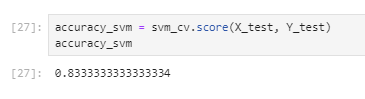 [27]: accuracy_svm = svm_cv.score(X_test, Y_test)
accuracy_svm
[27]: 0.8333333333333334